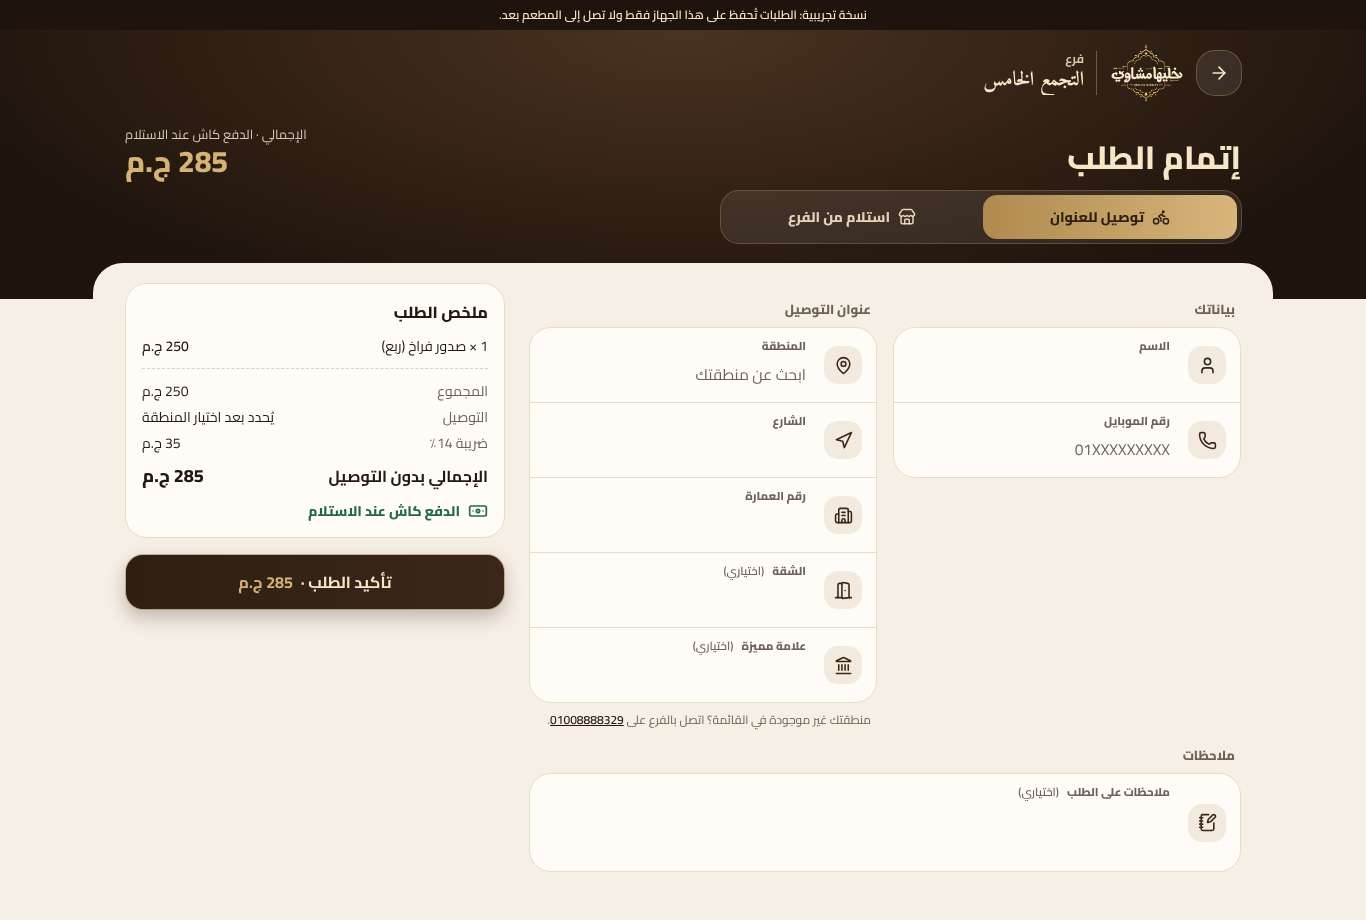 نسخة تجريبية: الطلبات تُحفظ على هذا الجهاز فقط ولا تصل إلى المطعم بعد.
خليها مشاوي
فرع
التجمع الخامس
إتمام الطلب
الإجمالي · الدفع كاش عند الاستلام
285 ج.م
توصيل للعنوان
استلام من الفرع
بياناتك
الاسم
رقم الموبايل
01XXXXXXXXX
عنوان التوصيل
المنطقة
ابحث عن منطقتك
الشارع
رقم العمارة
الشقة (اختياري)
علامة مميزة (اختياري)
منطقتك غير موجودة في القائمة؟ اتصل بالفرع على 01008888329.
ملاحظات
ملاحظات على الطلب (اختياري)
ملخص الطلب
1 × صدور فراخ (ربع) 250 ج.م
المجموع 250 ج.م
التوصيل يُحدد بعد اختيار المنطقة
ضريبة 14٪ 35 ج.م
الإجمالي بدون التوصيل 285 ج.م
الدفع كاش عند الاستلام
تأكيد الطلب · 285 ج.م